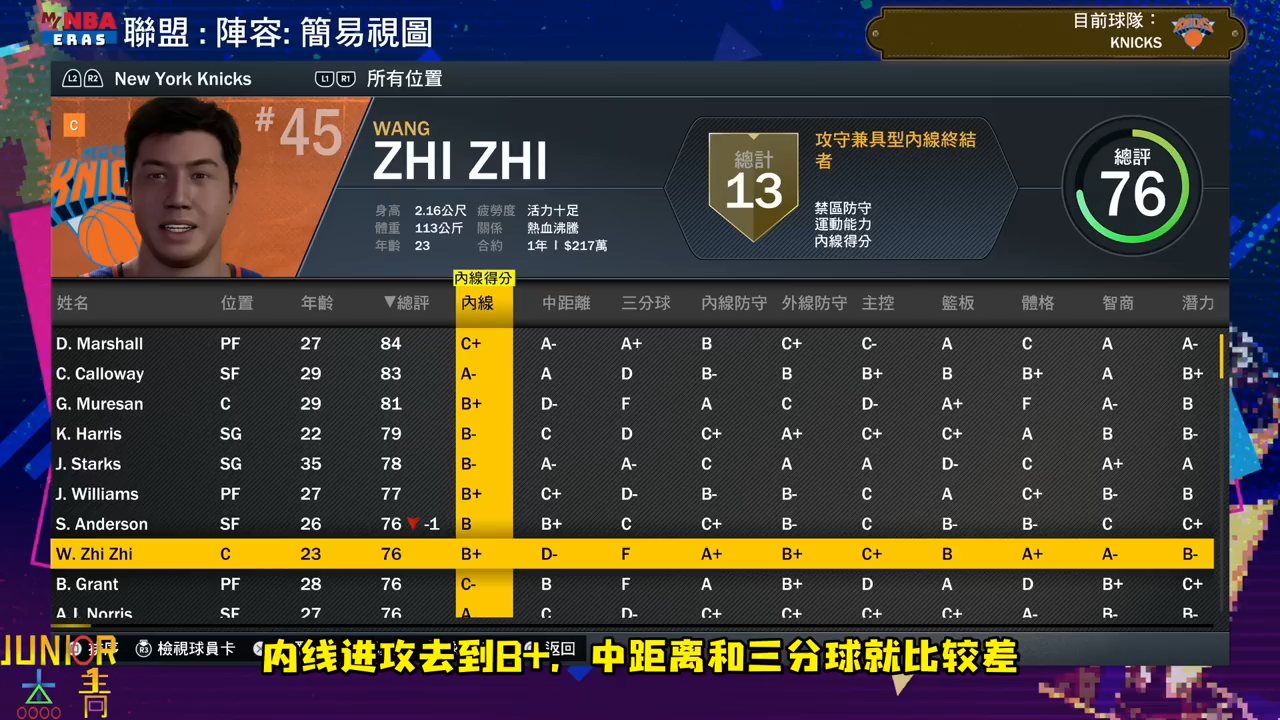 MyNBA ERAS 聯盟 : 陣容: 簡易視圖
目前球隊：
KNICKS
L2 R2 New York Knicks L1 R1 所有位置
C
#45
WANG
ZHI ZHI
身高 2.16公尺 疲勞度 活力十足
體重 113公斤 關係 熱血沸騰
年齡 23 合約 1年 | $217萬
總計
13
攻守兼具型內線終結
者
禁區防守
運動能力
內線得分
總評
76
內線得分
姓名 位置 年齡 ▼總評 內線 中距離 三分球 內線防守 外線防守 主控 籃板 體格 智商 潛力
D. Marshall PF 27 84 C+ A- A+ B C+ C- A C A A-
C. Calloway SF 29 83 A- A D B- B B+ B B+ A B+
G. Muresan C 29 81 B+ D- F A C D- A+ F A- B
K. Harris SG 22 79 B- C D C+ A+ C+ C+ A B B-
J. Starks SG 35 78 B- A- A- C A A D- C A+ A
J. Williams PF 27 77 B+ C+ D- B- B- C A C+ B- B
S. Anderson SF 26 76 -1 B B+ C C+ B- C B- B- C C+
W. Zhi Zhi C 23 76 B+ D- F A+ B+ C+ B A+ A- B-
B. Grant PF 28 76 C- B F A B+ D A D B+ C+
A.J. Norris SF 27 76 A C D- C+ C+ C+ C+ A- B- B-
排序 R3 檢視球員卡 返回
内线进攻去到B+，中距离和三分球就比较差
JUNIOR